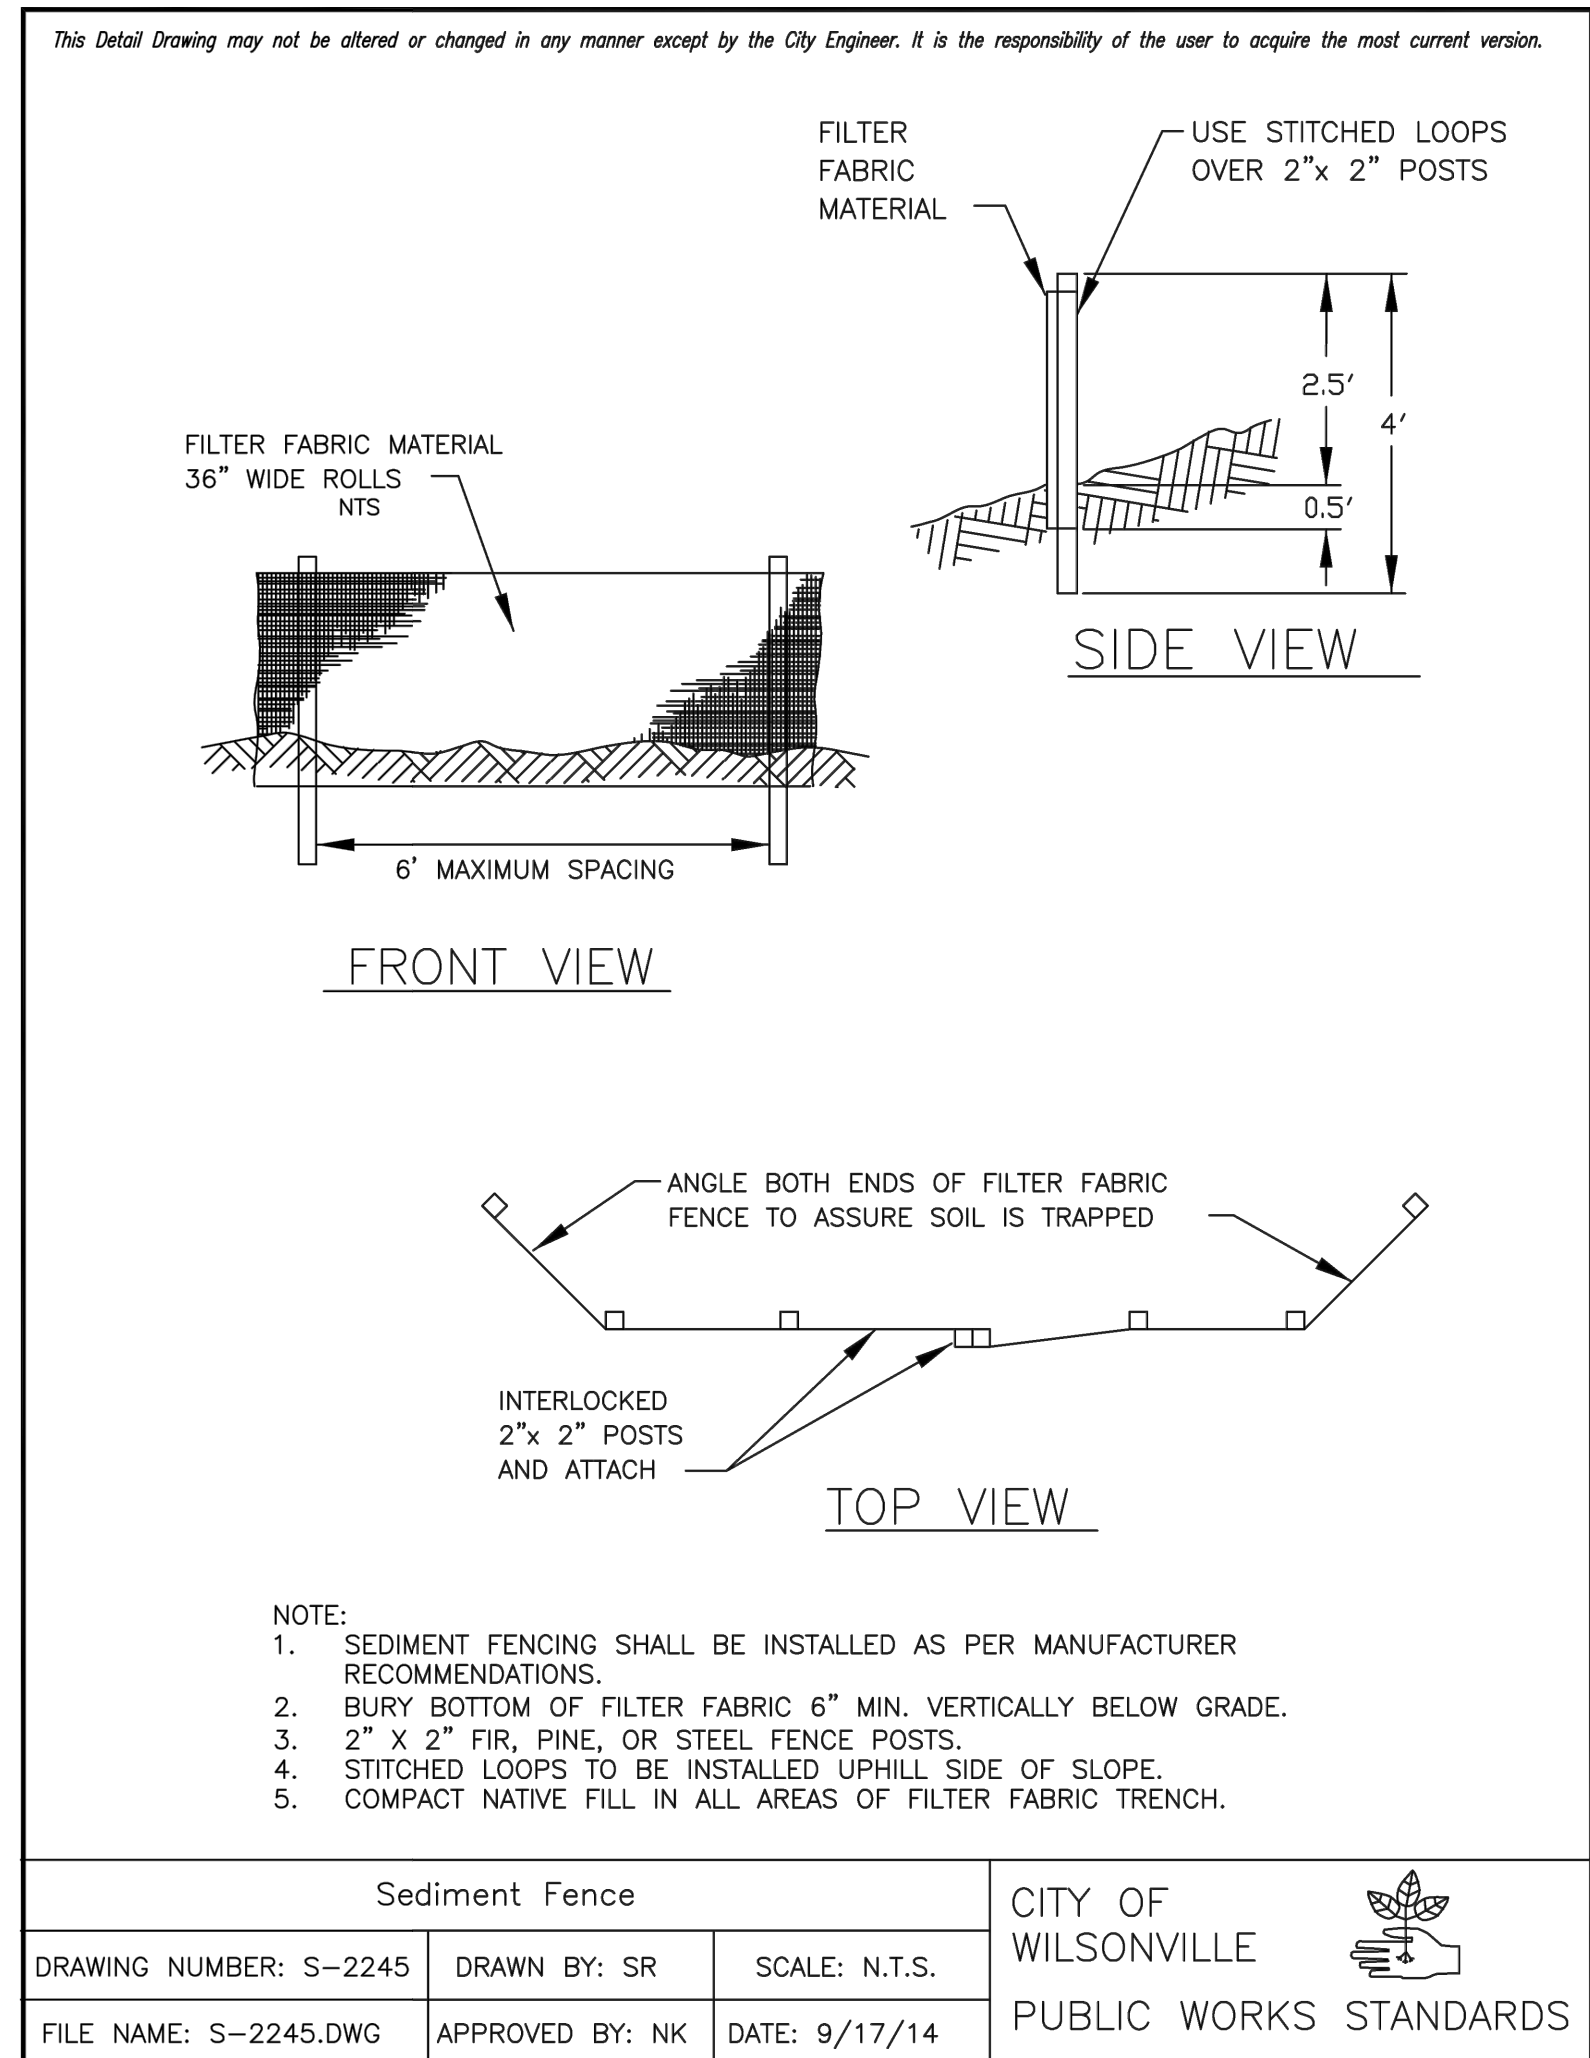 This Detail Drawing may not be altered or changed in any manner except by the City Engineer. It is the responsibility of the user to acquire the most current version.
FILTER
FABRIC
MATERIAL
USE STITCHED LOOPS
OVER 2"x 2" POSTS
2.5'
4'
0.5'
SIDE VIEW
FILTER FABRIC MATERIAL
36" WIDE ROLLS
NTS
6' MAXIMUM SPACING
FRONT VIEW
ANGLE BOTH ENDS OF FILTER FABRIC
FENCE TO ASSURE SOIL IS TRAPPED
INTERLOCKED
2"x 2" POSTS
AND ATTACH
TOP VIEW
NOTE:
1. SEDIMENT FENCING SHALL BE INSTALLED AS PER MANUFACTURER
RECOMMENDATIONS.
2. BURY BOTTOM OF FILTER FABRIC 6" MIN. VERTICALLY BELOW GRADE.
3. 2" X 2" FIR, PINE, OR STEEL FENCE POSTS.
4. STITCHED LOOPS TO BE INSTALLED UPHILL SIDE OF SLOPE.
5. COMPACT NATIVE FILL IN ALL AREAS OF FILTER FABRIC TRENCH.
Sediment Fence
DRAWING NUMBER: S-2245
DRAWN BY: SR
SCALE: N.T.S.
FILE NAME: S-2245.DWG
APPROVED BY: NK
DATE: 9/17/14
CITY OF
WILSONVILLE
PUBLIC WORKS STANDARDS